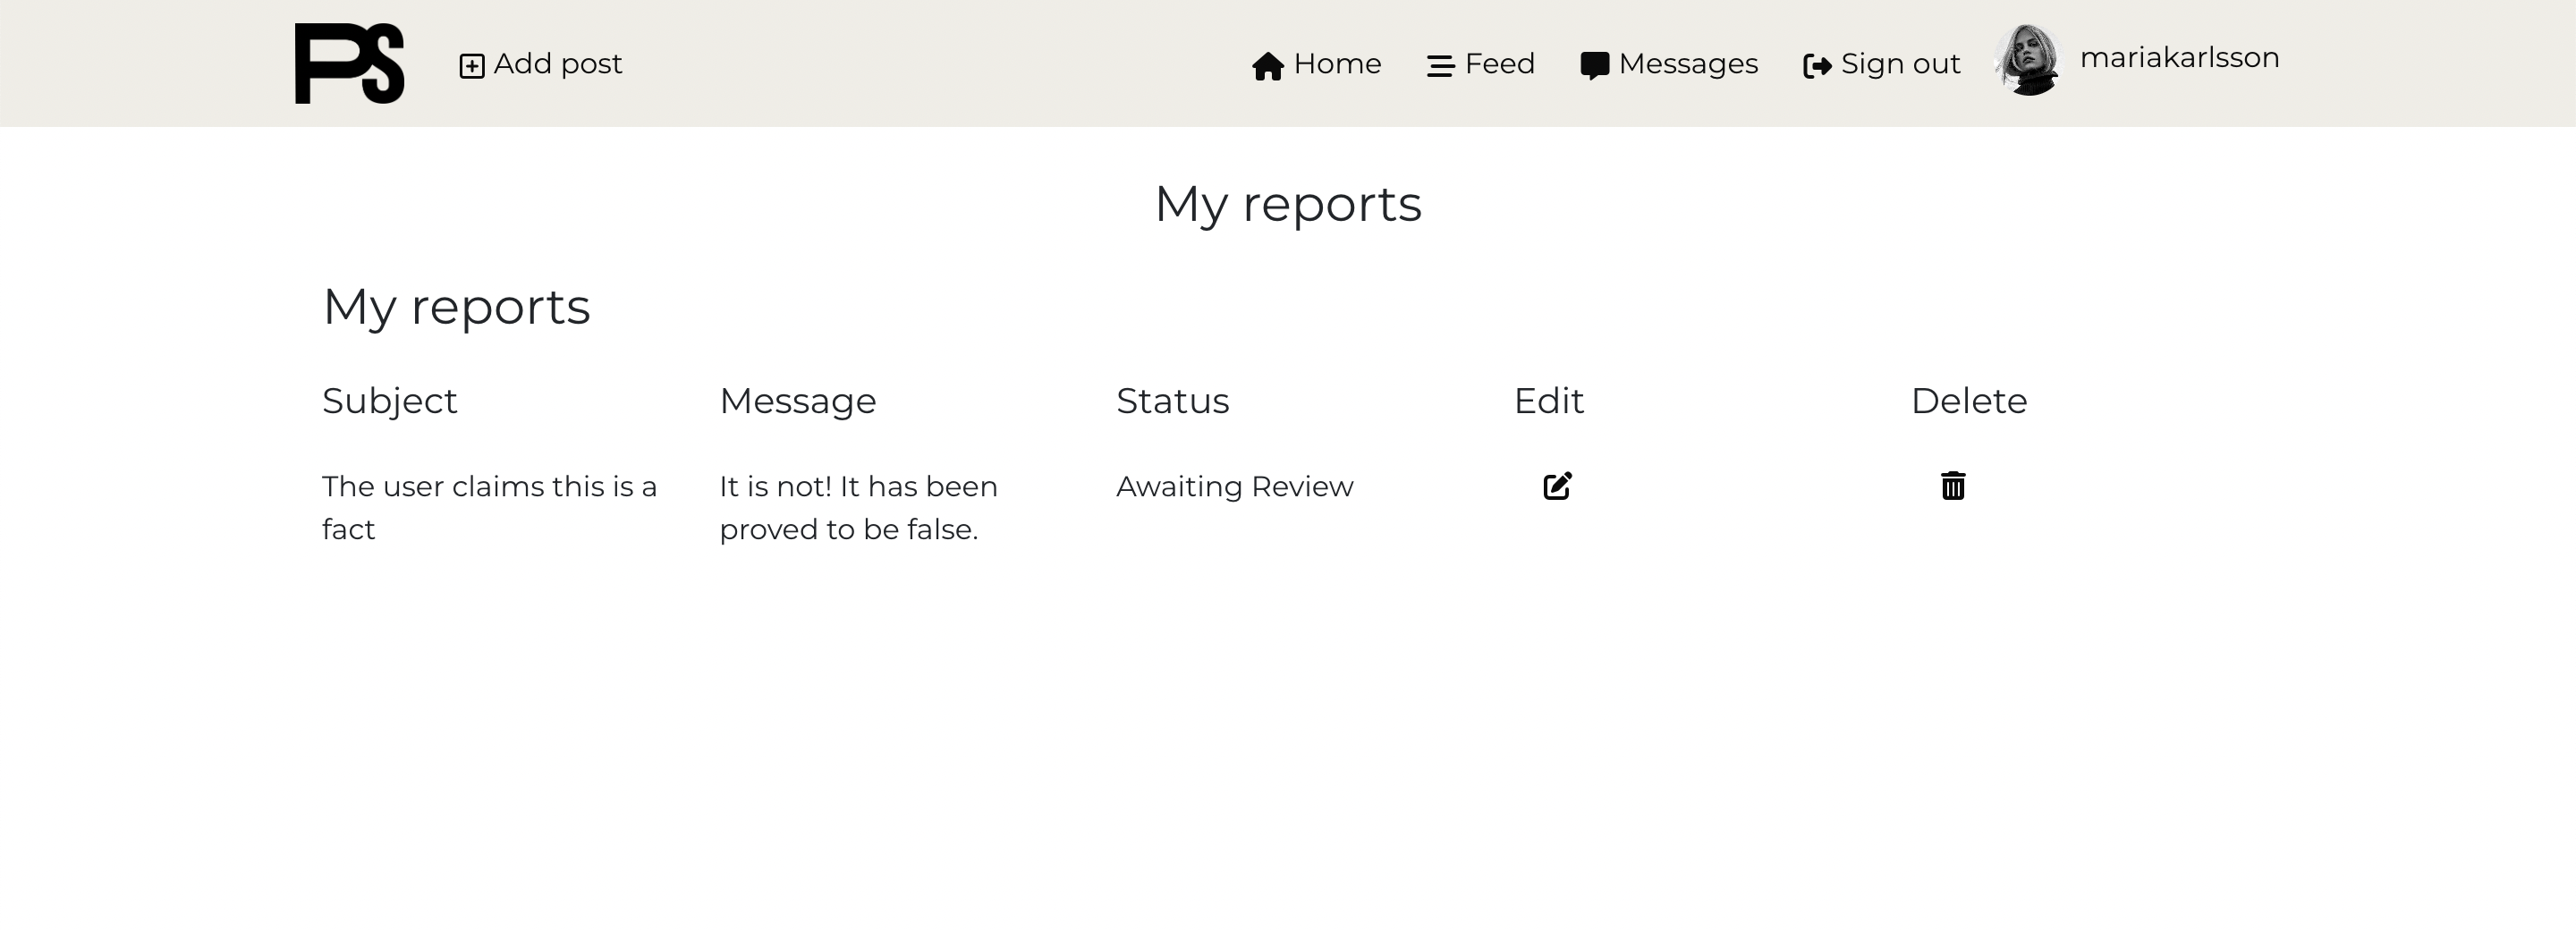 PS Add post Home Feed Messages Sign out mariakarlsson
My reports
My reports
Subject Message Status Edit Delete
The user claims this is a It is not! It has been Awaiting Review
fact proved to be false.